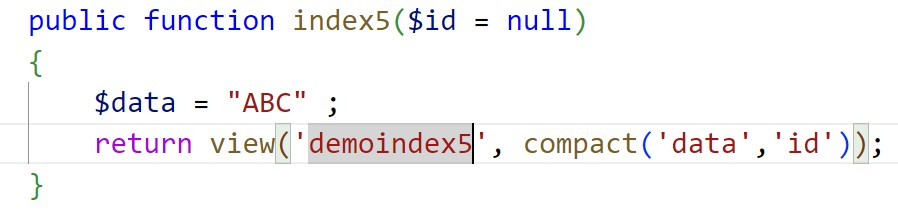 public function index5($id = null)
{
    $data = "ABC" ;
    return view('demoindex5', compact('data','id'));
}